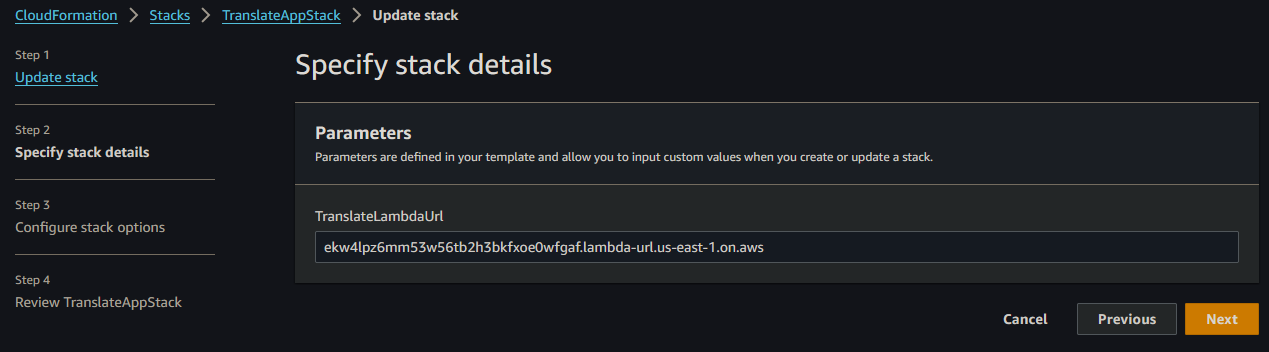 CloudFormation > Stacks > TranslateAppStack > Update stack
Step 1
Update stack
Step 2
Specify stack details
Step 3
Configure stack options
Step 4
Review TranslateAppStack
Specify stack details
Parameters
Parameters are defined in your template and allow you to input custom values when you create or update a stack.
TranslateLambdaUrl
ekw4lpz6mm53w56tb2h3bkfxoe0wfgaf.lambda-url.us-east-1.on.aws
Cancel Previous Next